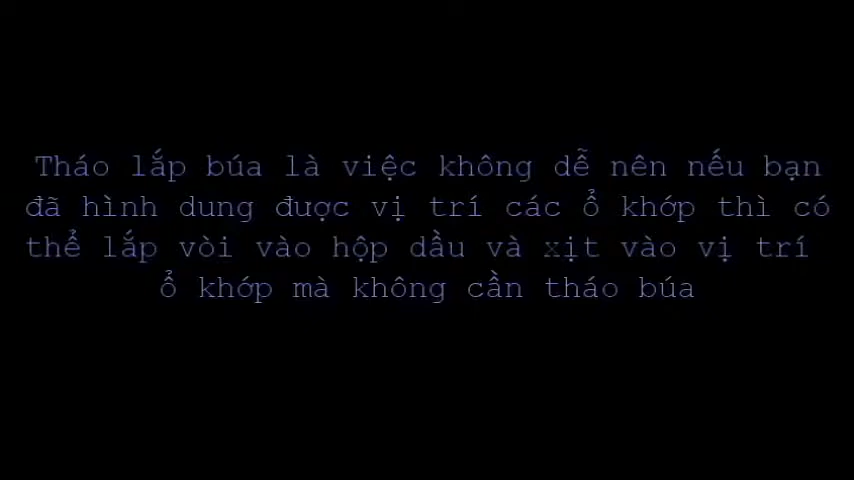 Tháo lắp búa là việc không dễ nên nếu bạn
đã hình dung được vị trí các ổ khớp thì có
thể lắp vòi vào hộp dầu và xịt vào vị trí
ổ khớp mà không cần tháo búa